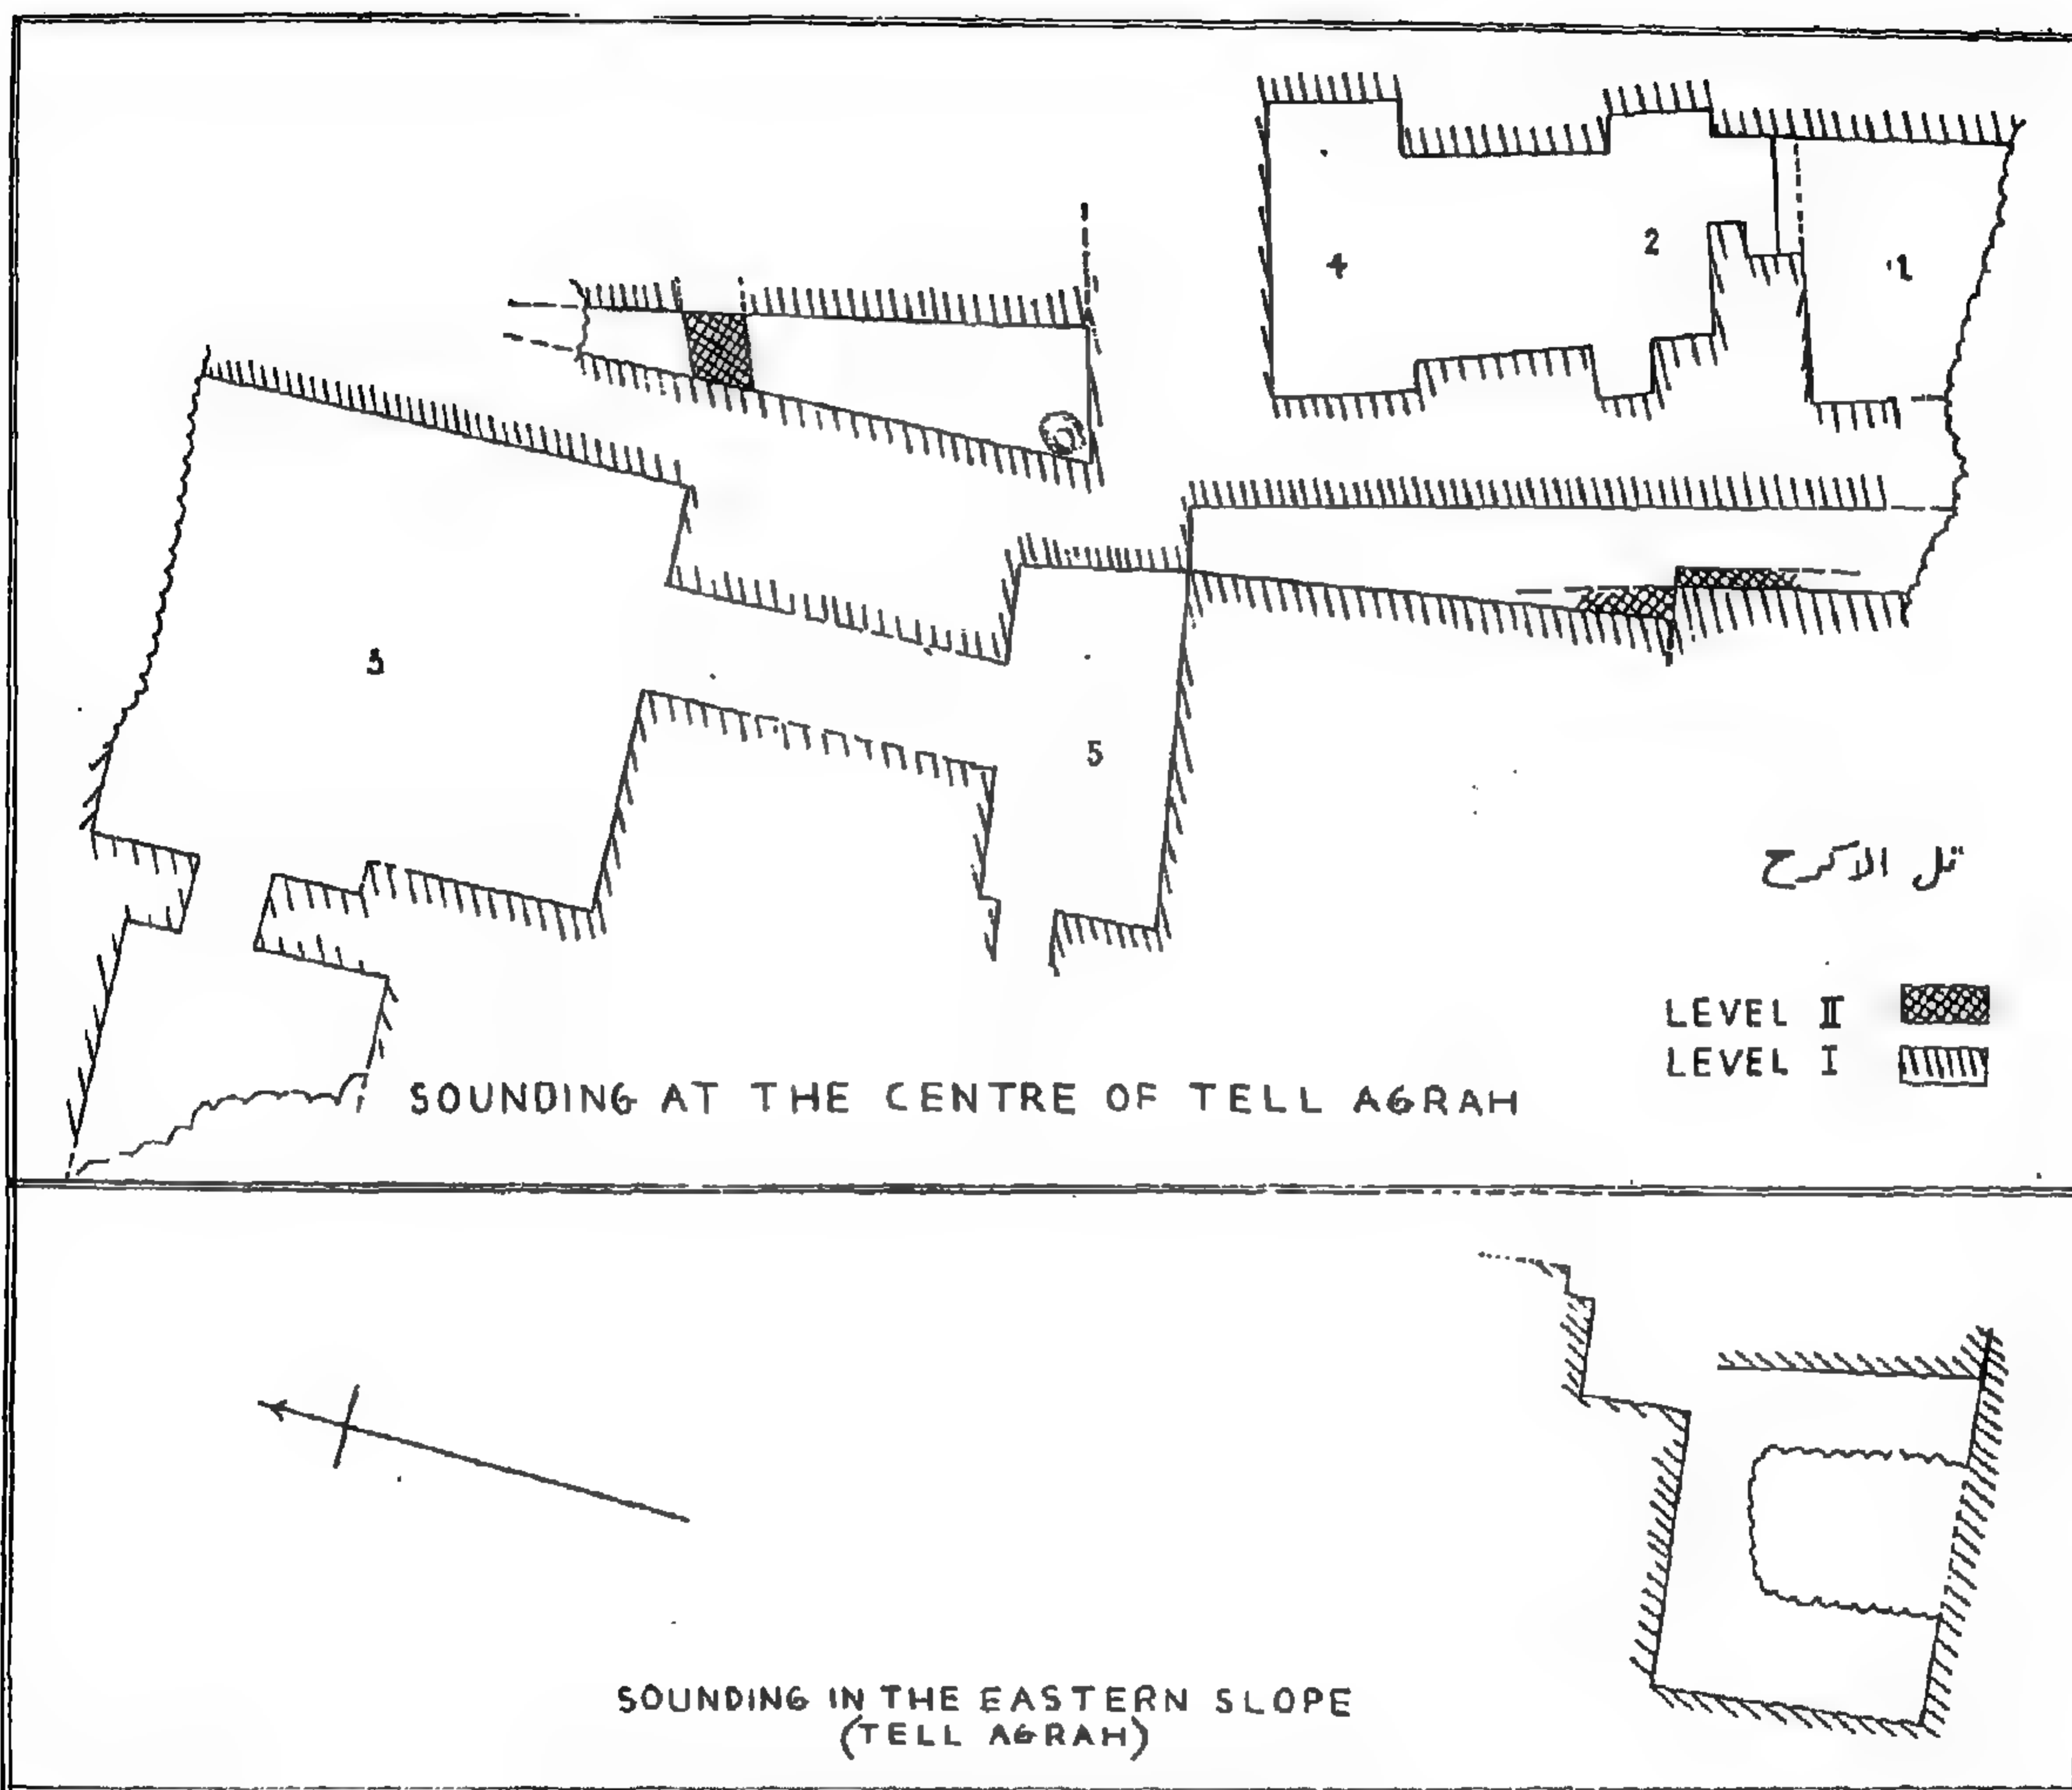 4
2
1
3
5
تل الاكرح
LEVEL II
LEVEL I
SOUNDING AT THE CENTRE OF TELL AGRAH
SOUNDING IN THE EASTERN SLOPE
(TELL AGRAH)